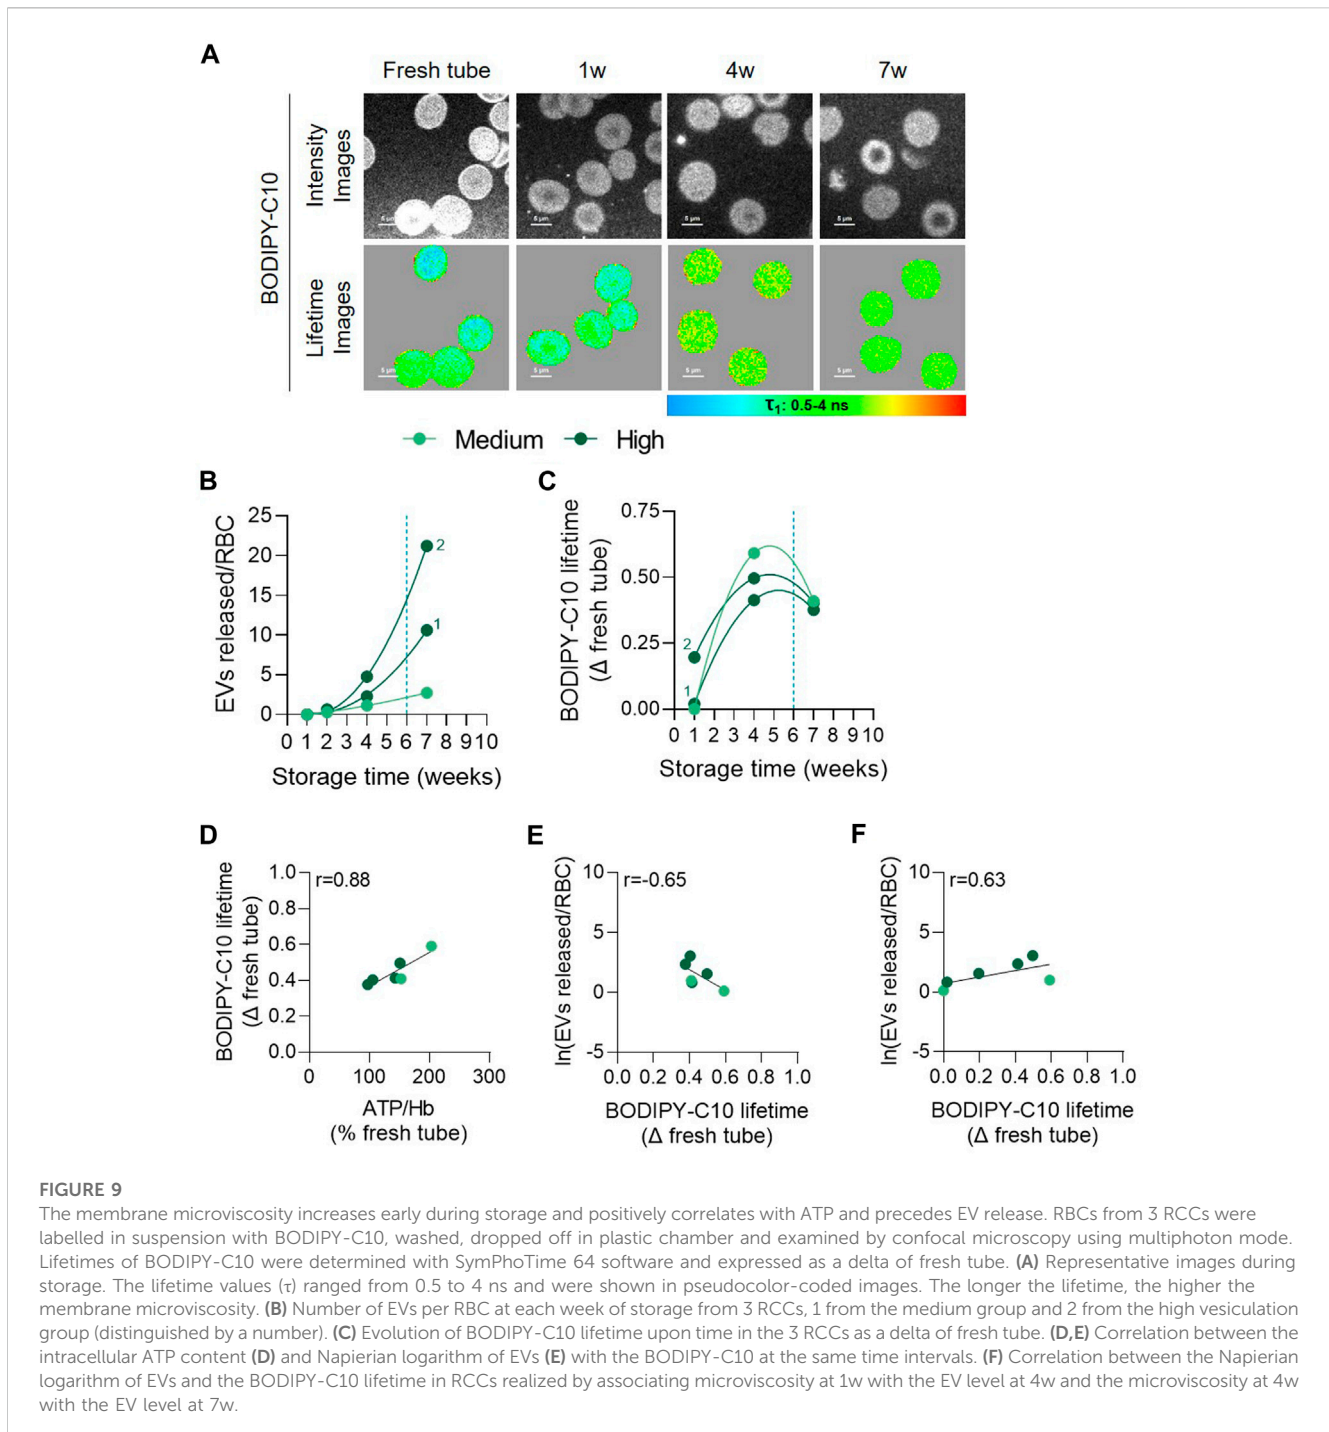 A
Fresh tube
1w
4w
7w
BODIPY-C10
Intensity
Images
5 µm
5 µm
5 µm
5 µm
Lifetime
Images
5 µm
5 µm
5 µm
5 µm
τ1: 0.5-4 ns
Medium
High
B
EVs released/RBC
25
20
15
10
5
0
2
1
0 1 2 3 4 5 6 7 8 9 10
Storage time (weeks)
C
BODIPY-C10 lifetime
(Δ fresh tube)
0.75
0.50
0.25
0.00
2
1
0 1 2 3 4 5 6 7 8 9 10
Storage time (weeks)
D
BODIPY-C10 lifetime
(Δ fresh tube)
1.0
0.8
0.6
0.4
0.2
0.0
r=0.88
0 100 200 300
ATP/Hb
(% fresh tube)
E
ln(EVs released/RBC)
10
5
0
-5
r=-0.65
0.0 0.2 0.4 0.6 0.8 1.0
BODIPY-C10 lifetime
(Δ fresh tube)
F
ln(EVs released/RBC)
10
5
0
-5
r=0.63
0.0 0.2 0.4 0.6 0.8 1.0
BODIPY-C10 lifetime
(Δ fresh tube)
FIGURE 9
The membrane microviscosity increases early during storage and positively correlates with ATP and precedes EV release. RBCs from 3 RCCs were
labelled in suspension with BODIPY-C10, washed, dropped off in plastic chamber and examined by confocal microscopy using multiphoton mode.
Lifetimes of BODIPY-C10 were determined with SymPhoTime 64 software and expressed as a delta of fresh tube. (A) Representative images during
storage. The lifetime values (τ) ranged from 0.5 to 4 ns and were shown in pseudocolor-coded images. The longer the lifetime, the higher the
membrane microviscosity. (B) Number of EVs per RBC at each week of storage from 3 RCCs, 1 from the medium group and 2 from the high vesiculation
group (distinguished by a number). (C) Evolution of BODIPY-C10 lifetime upon time in the 3 RCCs as a delta of fresh tube. (D,E) Correlation between the
intracellular ATP content (D) and Napierian logarithm of EVs (E) with the BODIPY-C10 at the same time intervals. (F) Correlation between the Napierian
logarithm of EVs and the BODIPY-C10 lifetime in RCCs realized by associating microviscosity at 1w with the EV level at 4w and the microviscosity at 4w
with the EV level at 7w.